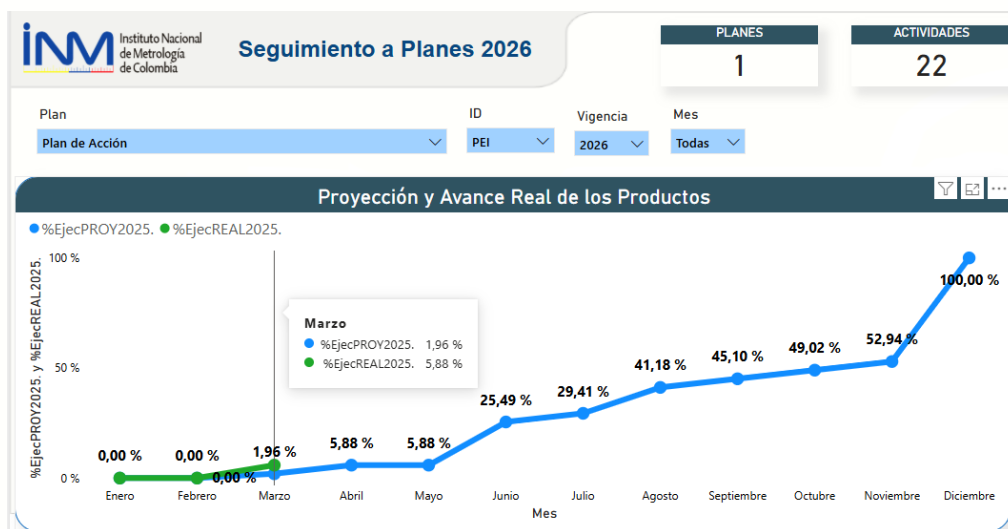 INM Instituto Nacional
de Metrología
de Colombia
Seguimiento a Planes 2026
PLANES
1
ACTIVIDADES
22
Plan
Plan de Acción
ID
PEI
Vigencia
2026
Mes
Todas
Proyección y Avance Real de los Productos
%EjecPROY2025. %EjecREAL2025.
%EjecPROY2025. y %EjecREAL2025.
100 %
50 %
0 %
Marzo
%EjecPROY2025. 1,96 %
%EjecREAL2025. 5,88 %
0,00 % 0,00 % 0,00 % 1,96 % 5,88 % 5,88 % 25,49 % 29,41 % 41,18 % 45,10 % 49,02 % 52,94 % 100,00 %
Enero Febrero Marzo Abril Mayo Junio Julio Agosto Septiembre Octubre Noviembre Diciembre
Mes